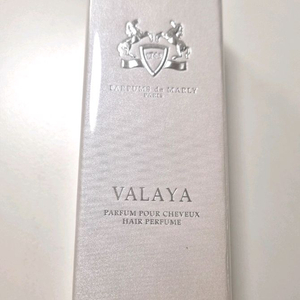 PARFUMS de MARLY
PARIS
VALAYA
PARFUM POUR CHEVEUX
HAIR PERFUME